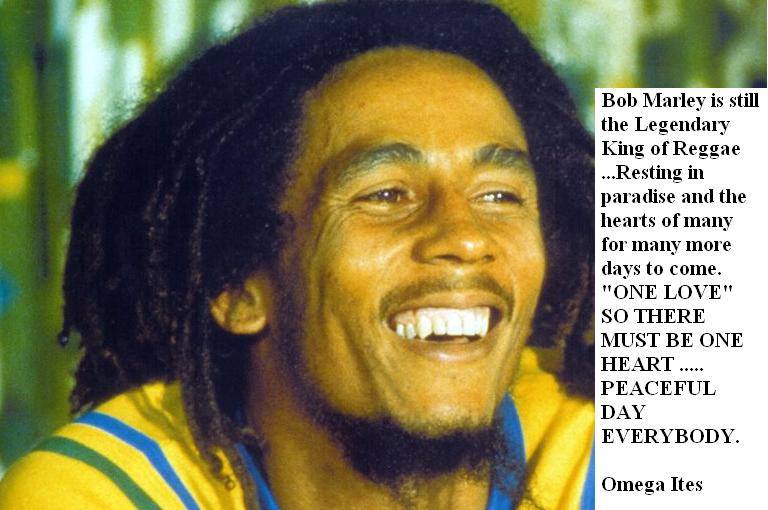 Bob Marley is still
the Legendary
King of Reggae
...Resting in
paradise and the
hearts of many
for many more
days to come.
"ONE LOVE"
SO THERE
MUST BE ONE
HEART .....
PEACEFUL
DAY
EVERYBODY.
Omega Ites